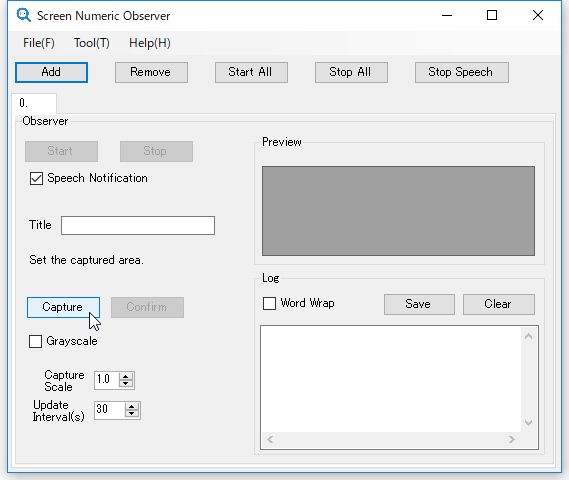 Screen Numeric Observer
File(F) Tool(T) Help(H)
Add Remove Start All Stop All Stop Speech
0.
Observer
Start Stop
Speech Notification
Title
Set the captured area.
Capture Confirm
Grayscale
Capture
Scale
1.0
Update
Interval(s)
30
Preview
Log
Word Wrap Save Clear